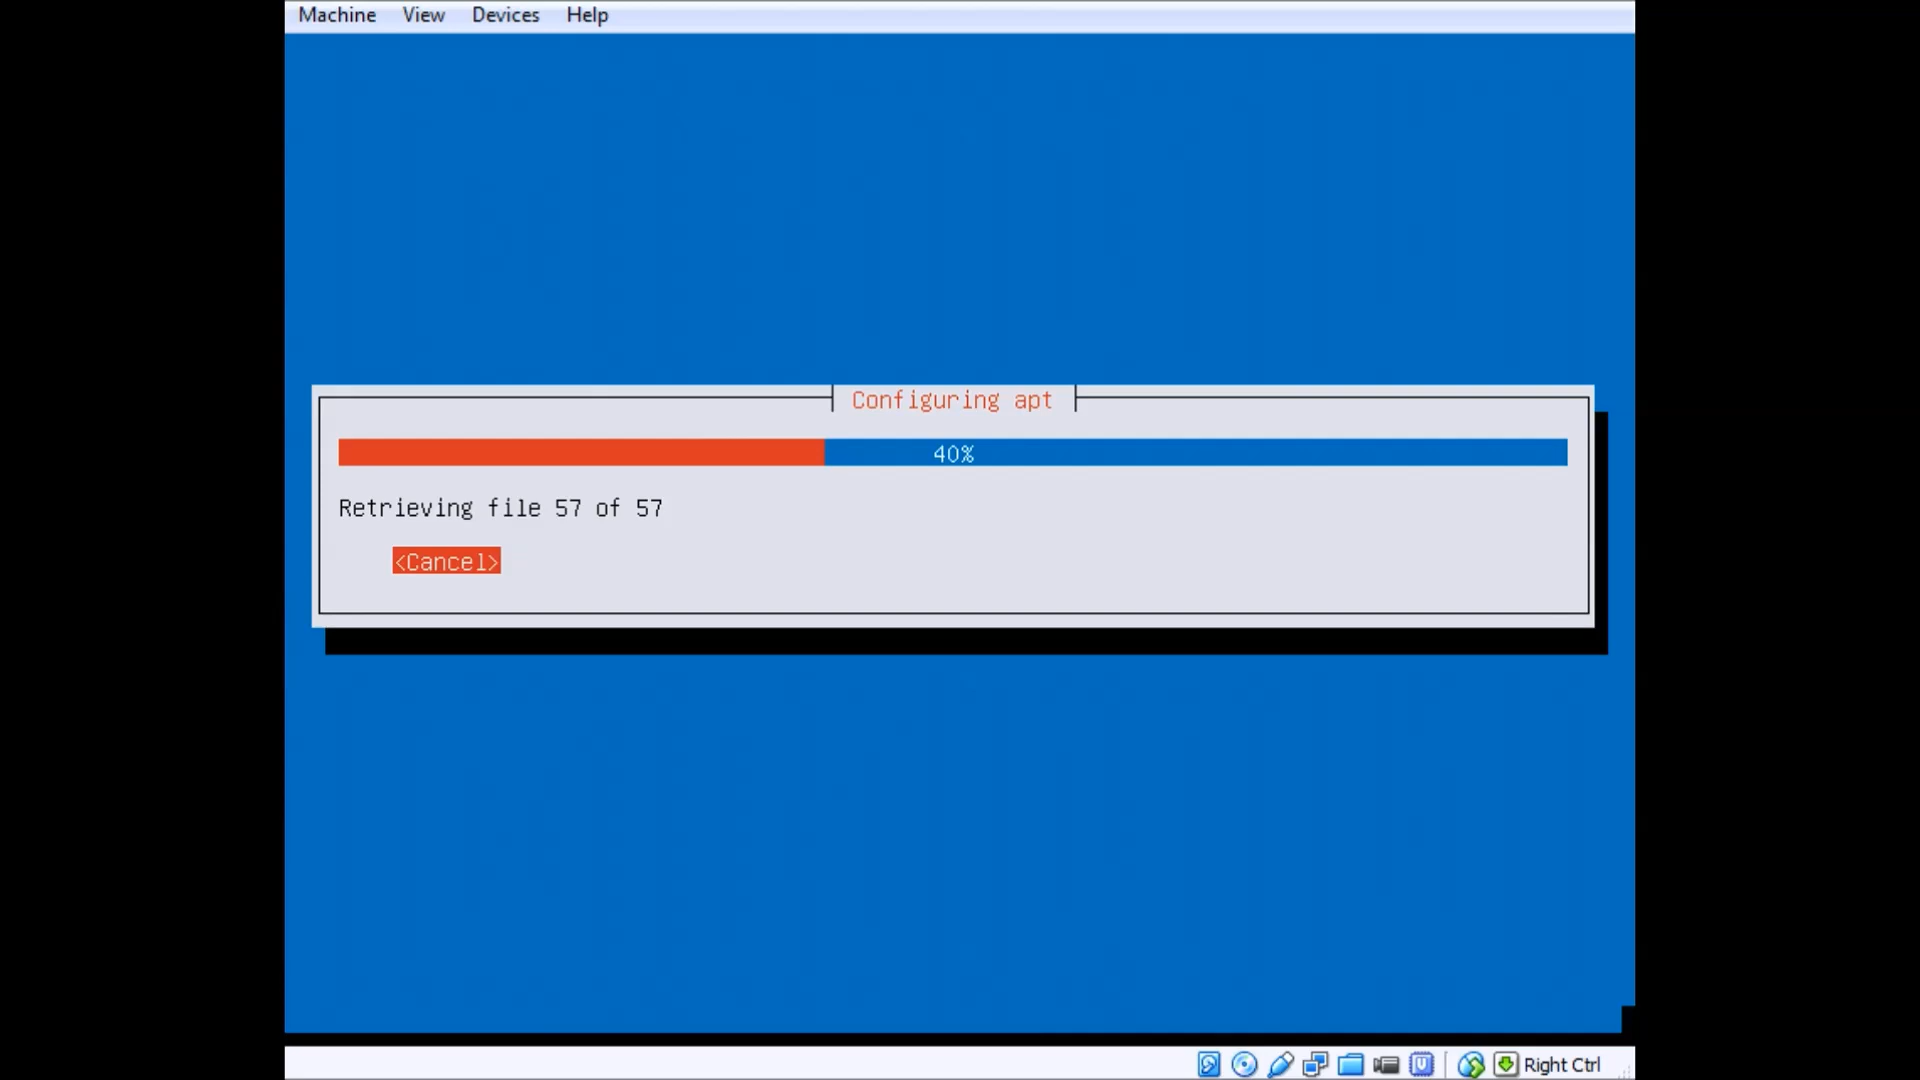 Machine View Devices Help
Configuring apt
40%
Retrieving file 57 of 57
<Cancel>
Right Ctrl